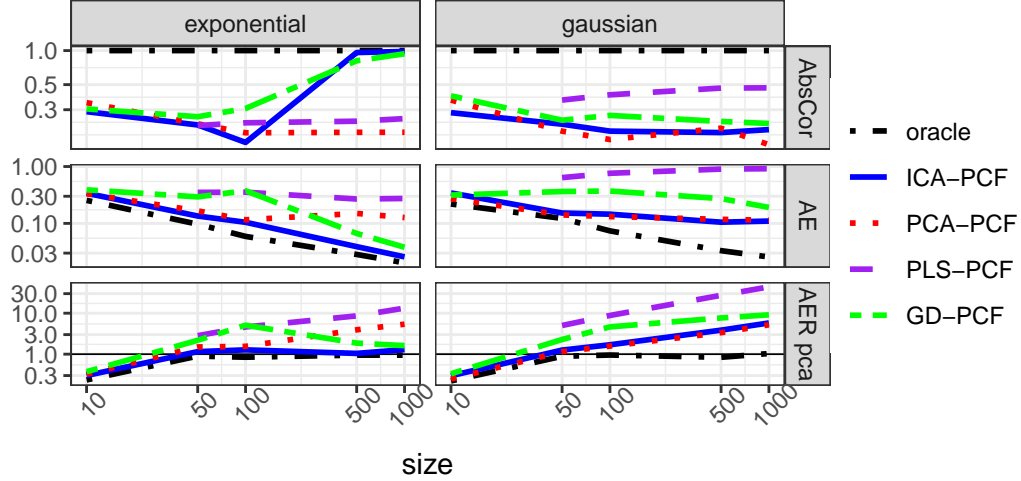 exponential
gaussian
1.0
0.5
0.3
AbsCor
1.00
0.30
0.10
0.03
AE
30.0
10.0
3.0
1.0
0.3
AER pca
10
50
100
500
1000
10
50
100
500
1000
size
oracle
ICA−PCF
PCA−PCF
PLS−PCF
GD−PCF